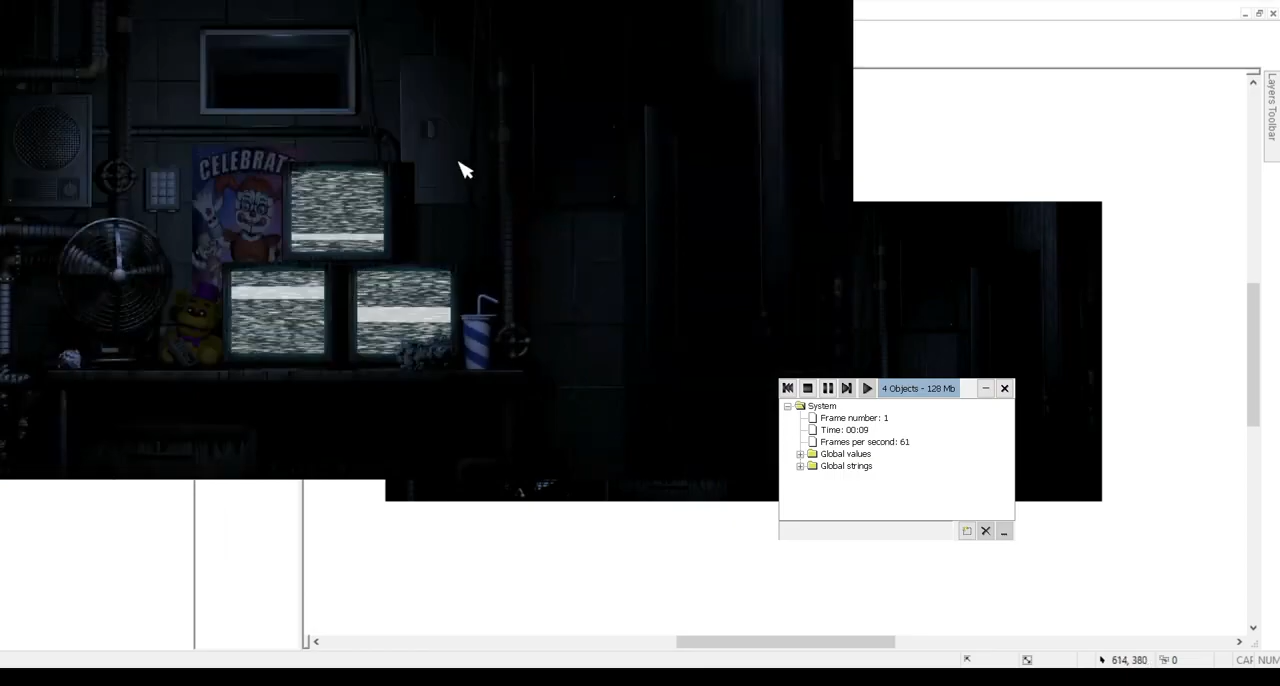 Layers Toolbar
CELEBRAT
4 Objects - 128 Mb
System
Frame number: 1
Time: 00:09
Frames per second: 61
Global values
Global strings
...
614, 380
0
CAP
NUM